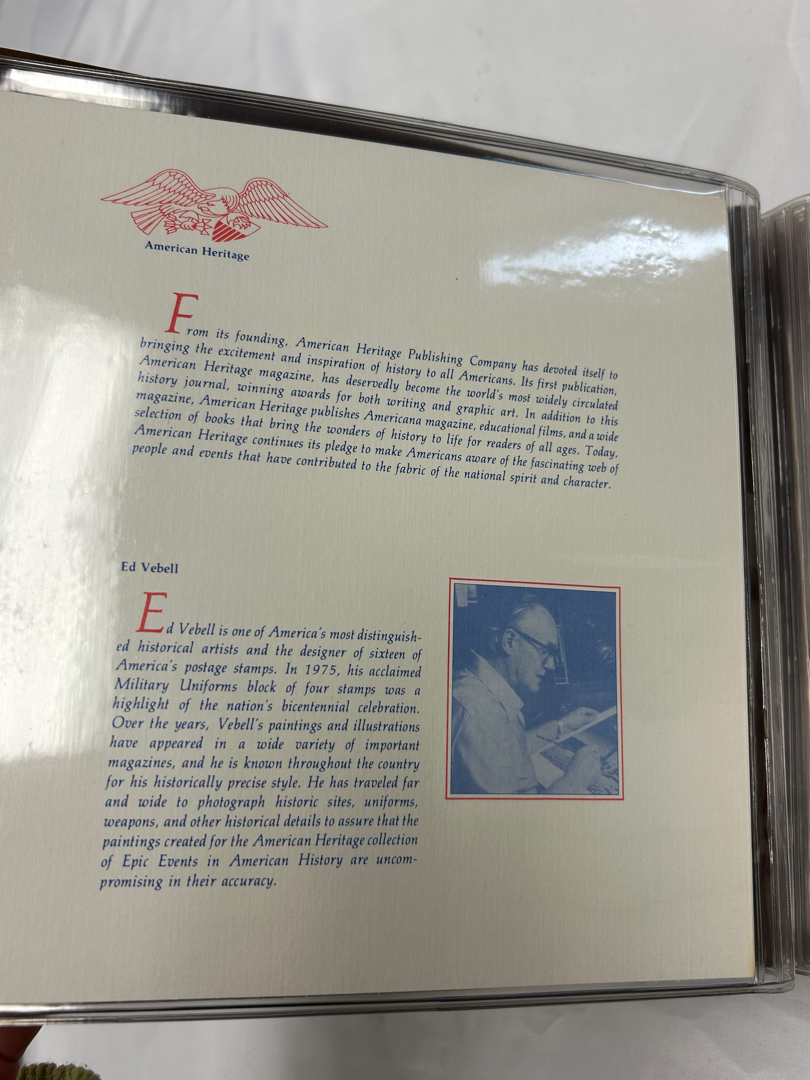 American Heritage
From its founding, American Heritage Publishing Company has devoted itself to
bringing the excitement and inspiration of history to all Americans. Its first publication,
American Heritage magazine, has deservedly become the world's most widely circulated
history journal, winning awards for both writing and graphic art. In addition to this
magazine, American Heritage publishes Americana magazine, educational films, and a wide
selection of books that bring the wonders of history to life for readers of all ages. Today,
American Heritage continues its pledge to make Americans aware of the fascinating web of
people and events that have contributed to the fabric of the national spirit and character.
Ed Vebell
Ed Vebell is one of America's most distinguish-
ed historical artists and the designer of sixteen of
America's postage stamps. In 1975, his acclaimed
Military Uniforms block of four stamps was a
highlight of the nation's bicentennial celebration.
Over the years, Vebell's paintings and illustrations
have appeared in a wide variety of important
magazines, and he is known throughout the country
for his historically precise style. He has traveled far
and wide to photograph historic sites, uniforms,
weapons, and other historical details to assure that the
paintings created for the American Heritage collection
of Epic Events in American History are uncom-
promising in their accuracy.